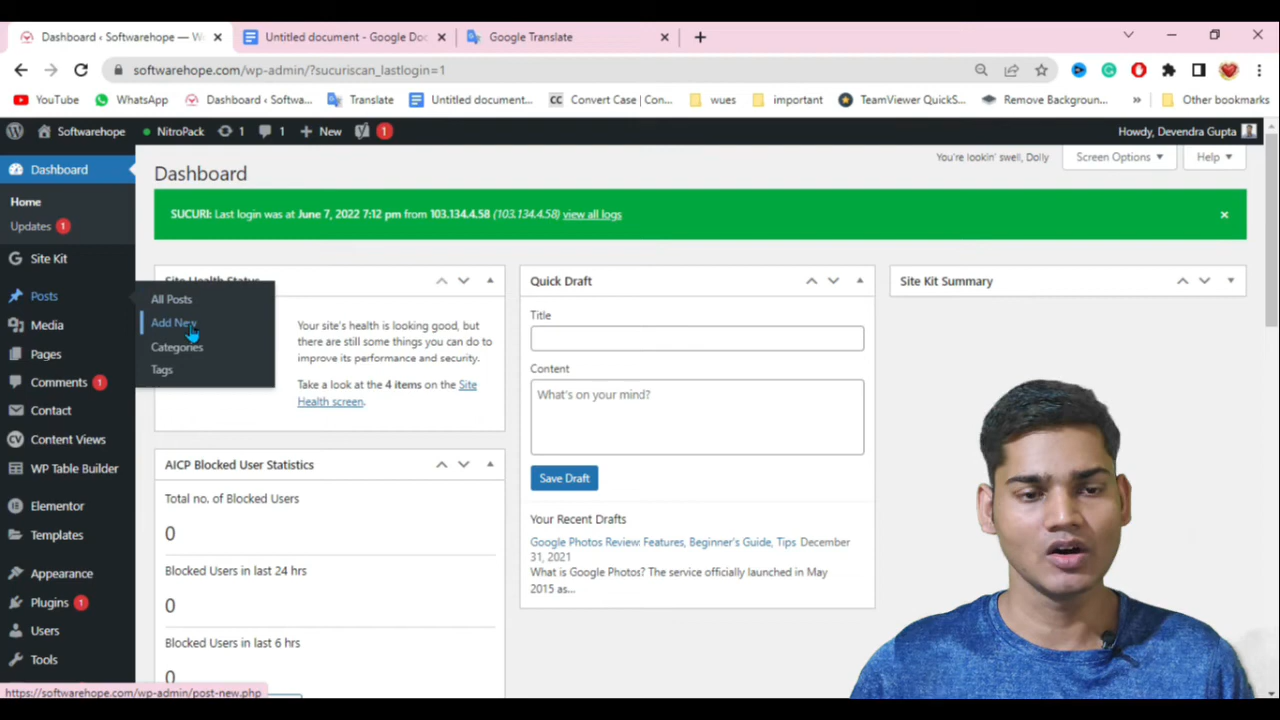 Dashboard ‹ Softwarehope — W
Untitled document - Google Doc
Google Translate
softwarehope.com/wp-admin/?sucuriscan_lastlogin=1
YouTube
WhatsApp
Dashboard ‹ Softwa...
Translate
Untitled document...
Convert Case | Con...
wues
important
TeamViewer QuickS...
Remove Backgroun...
»
Other bookmarks
Softwarehope
NitroPack
1
1
New
1
Howdy, Devendra Gupta
Dashboard
Home
Updates 1
Site Kit
Posts
Media
Pages
Comments 1
Contact
Content Views
WP Table Builder
Elementor
Templates
Appearance
Plugins 1
Users
Tools
All Posts
Add New
Categories
Tags
Dashboard
You're lookin' swell, Dolly
Screen Options
Help
SUCURI: Last login was at June 7, 2022 7:12 pm from 103.134.4.58 (103.134.4.58) view all logs
Site Health Status
Your site's health is looking good, but
there are still some things you can do to
improve its performance and security.
Take a look at the 4 items on the Site
Health screen.
AICP Blocked User Statistics
Total no. of Blocked Users
0
Blocked Users in last 24 hrs
0
Blocked Users in last 6 hrs
0
Quick Draft
Title
Content
What's on your mind?
Save Draft
Your Recent Drafts
Google Photos Review: Features, Beginner's Guide, Tips December
31, 2021
What is Google Photos? The service officially launched in May
2015 as...
Site Kit Summary
https://softwarehope.com/wp-admin/post-new.php